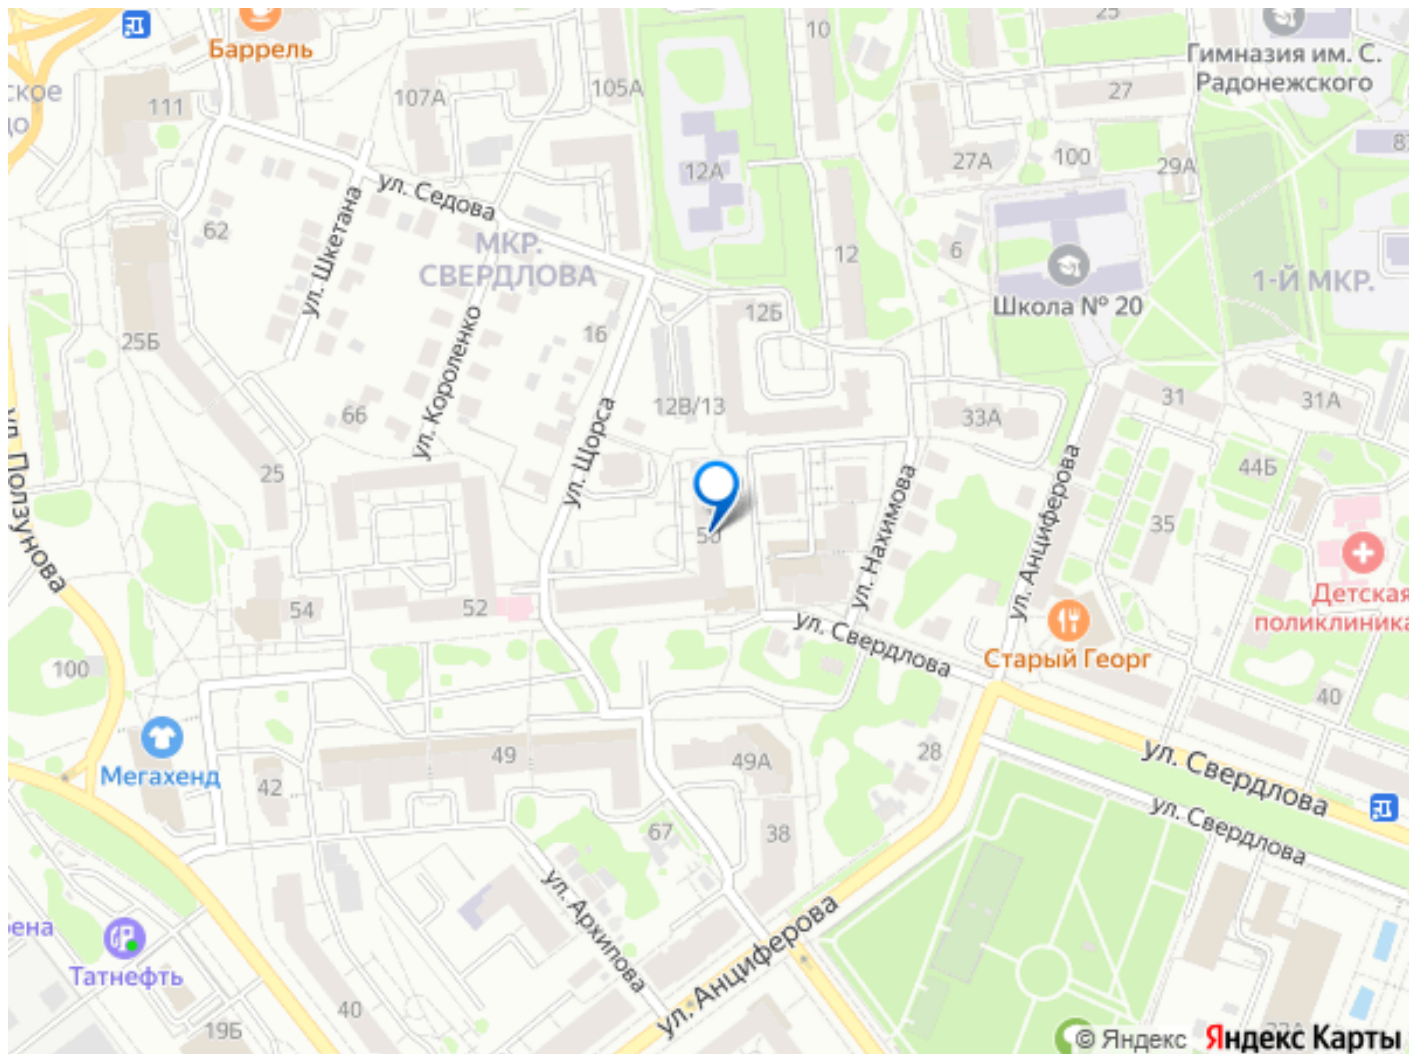 Баррель
10
25
Гимназия им. С.
Радонежского
ское
111
107А
105А
27
12А
27А
100
29А
ул. Седова
62
ул. Шкетана
МКР.
СВЕРДЛОВА
12
6
Школа № 20
1-Й МКР.
25Б
16
12Б
ул. Короленко
66
12В/13
ул. Щорса
33А
31
31А
ул. Ползунова
25
44Б
ул. Нахимова
ул. Анциферова
35
50
Детская
поликлиника
54
52
ул. Свердлова
Старый Георг
100
40
Мегахенд
49
49А
28
ул. Свердлова
42
ул. Свердлова
67
38
ул. Архипова
ул. Анциферова
рена
Татнефть
40
19Б
© Яндекс Яндекс Карты